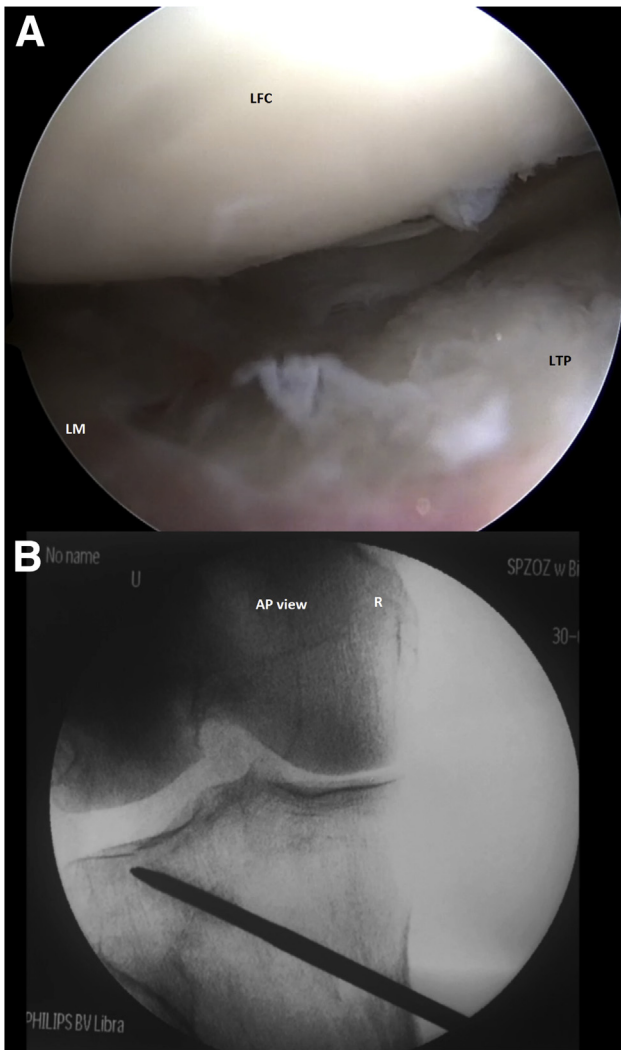 A
LFC
LTP
LM
B
No name
U
SPZOZ w Bi
AP view
R
30-
PHILIPS BV Libra